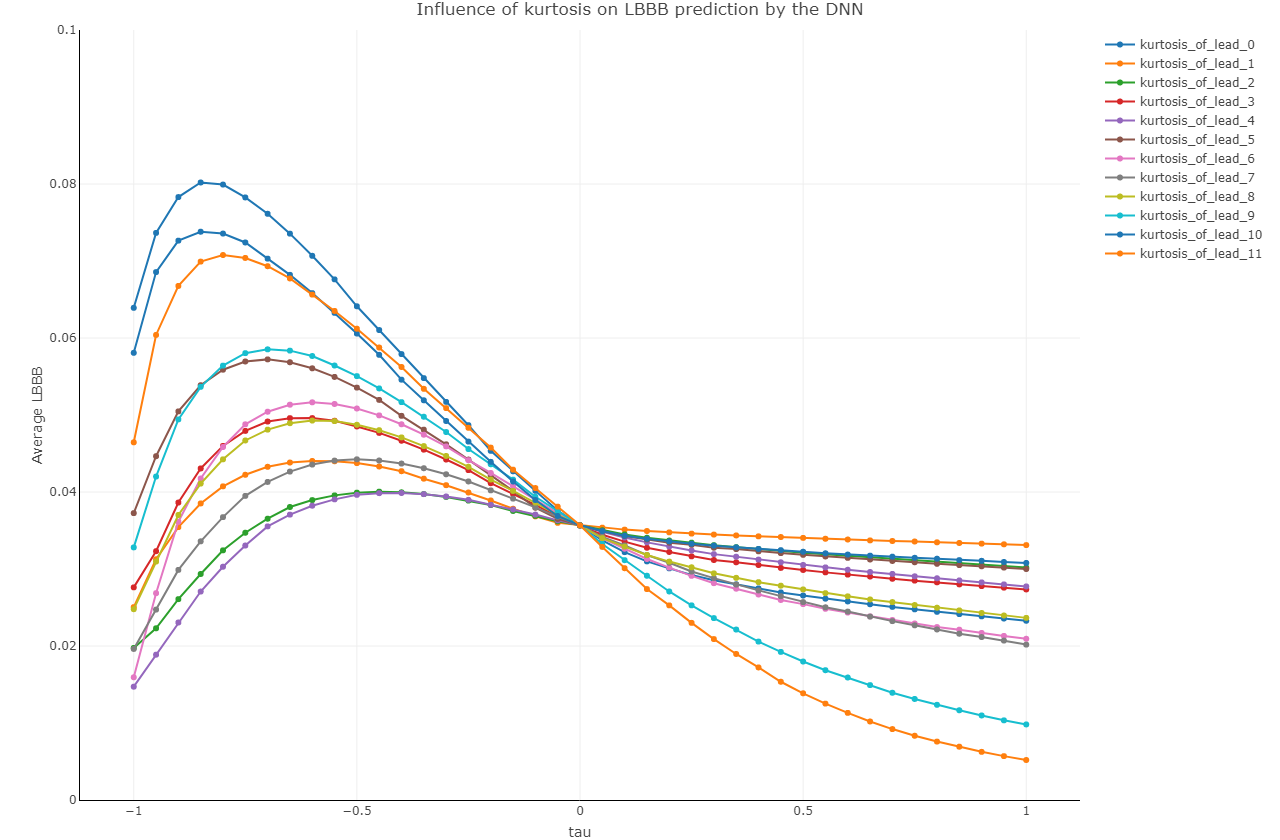 Influence of kurtosis on LBBB prediction by the DNN
0.1
0.08
0.06
0.04
0.02
0
Average LBBB
−1
−0.5
0
0.5
1
tau
kurtosis_of_lead_0
kurtosis_of_lead_1
kurtosis_of_lead_2
kurtosis_of_lead_3
kurtosis_of_lead_4
kurtosis_of_lead_5
kurtosis_of_lead_6
kurtosis_of_lead_7
kurtosis_of_lead_8
kurtosis_of_lead_9
kurtosis_of_lead_10
kurtosis_of_lead_11